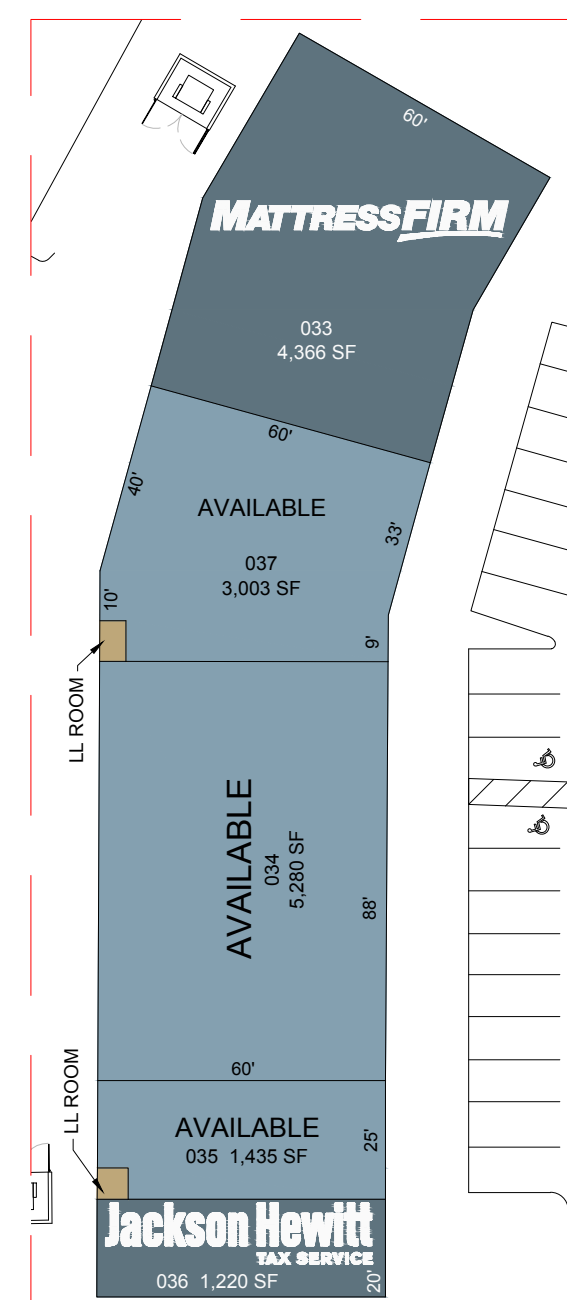 60'
MATTRESSFIRM
033
4,366 SF
60'
40'
AVAILABLE
33'
037
3,003 SF
10'
9'
LL ROOM
AVAILABLE
034
5,280 SF
88'
60'
LL ROOM
AVAILABLE
25'
035 1,435 SF
Jackson Hewitt
TAX SERVICE
036 1,220 SF
20'